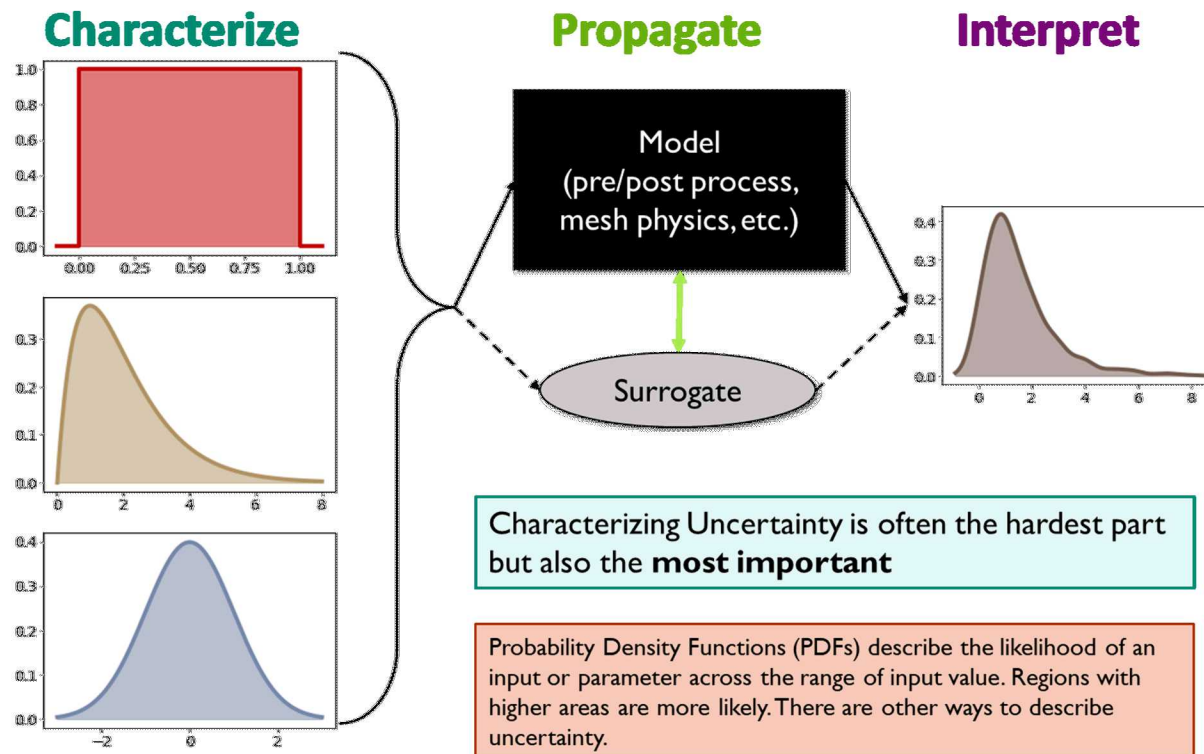 Characterize
Propagate
Interpret
1.0
0.8
0.6
0.4
0.2
0.0
0.00 0.25 0.50 0.75 1.00
0.3
0.2
0.1
0.0
0 2 4 6 8
0.4
0.3
0.2
0.1
0.0
−2 0 2
Model
(pre/post process,
mesh physics, etc.)
Surrogate
0.4
0.3
0.2
0.1
0.0
0 2 4 6 8
Characterizing Uncertainty is often the hardest part
but also the most important
Probability Density Functions (PDFs) describe the likelihood of an
input or parameter across the range of input value. Regions with
higher areas are more likely. There are other ways to describe
uncertainty.